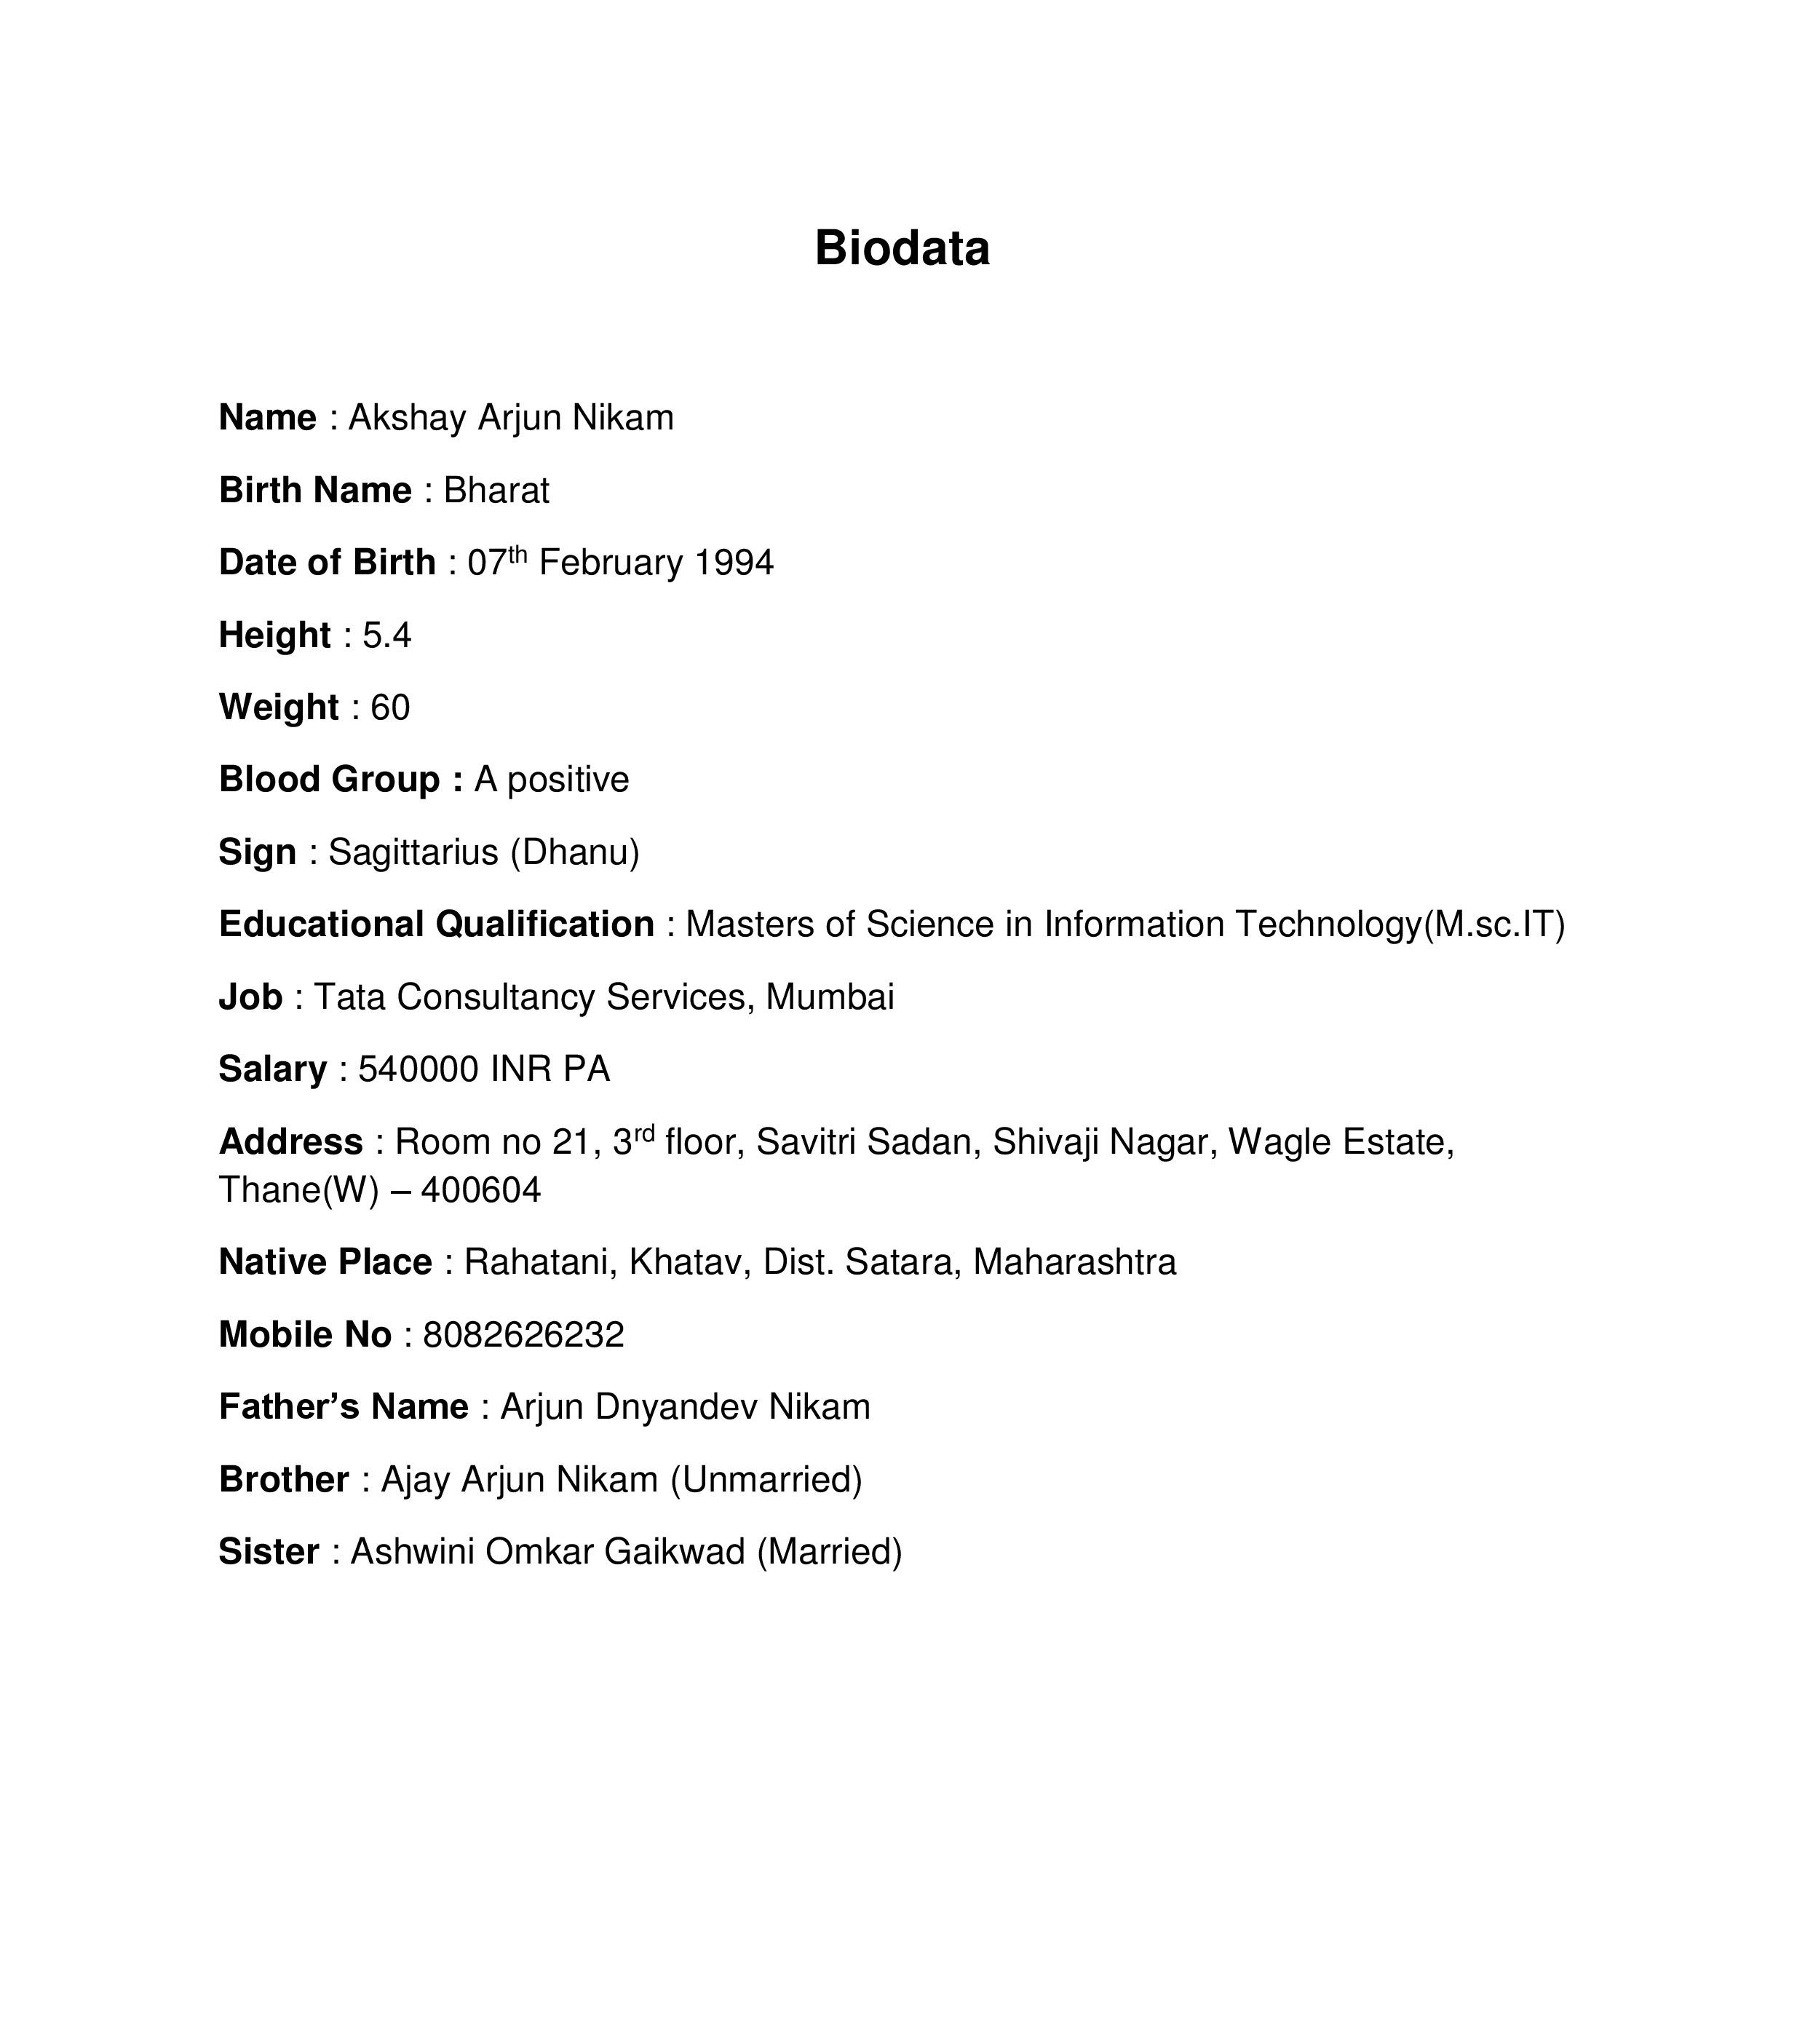 Biodata
Name : Akshay Arjun Nikam
Birth Name : Bharat
Date of Birth : 07th February 1994
Height : 5.4
Weight : 60
Blood Group : A positive
Sign : Sagittarius (Dhanu)
Educational Qualification : Masters of Science in Information Technology(M.sc.IT)
Job : Tata Consultancy Services, Mumbai
Salary : 540000 INR PA
Address : Room no 21, 3rd floor, Savitri Sadan, Shivaji Nagar, Wagle Estate,
Thane(W) – 400604
Native Place : Rahatani, Khatav, Dist. Satara, Maharashtra
Mobile No : 8082626232
Father’s Name : Arjun Dnyandev Nikam
Brother : Ajay Arjun Nikam (Unmarried)
Sister : Ashwini Omkar Gaikwad (Married)